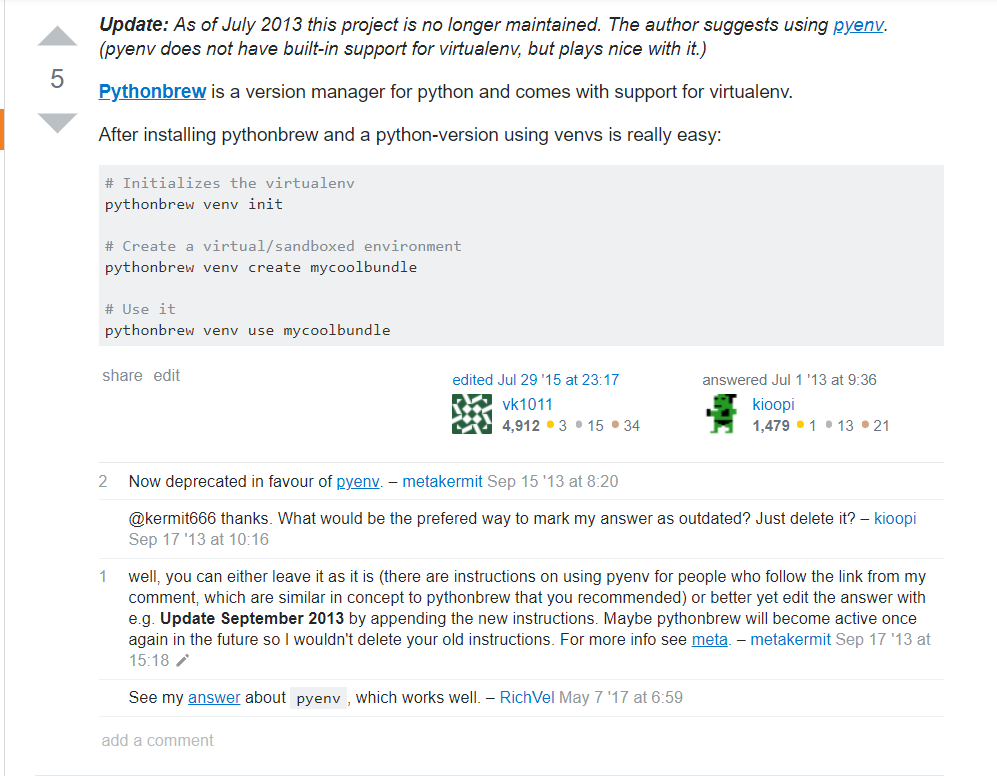 Update: As of July 2013 this project is no longer maintained. The author suggests using pyenv.
(pyenv does not have built-in support for virtualenv, but plays nice with it.)
5
Pythonbrew is a version manager for python and comes with support for virtualenv.
After installing pythonbrew and a python-version using venvs is really easy:
# Initializes the virtualenv
pythonbrew venv init
# Create a virtual/sandboxed environment
pythonbrew venv create mycoolbundle
# Use it
pythonbrew venv use mycoolbundle
share edit
edited Jul 29 '15 at 23:17
vk1011
4,912 3 15 34
answered Jul 1 '13 at 9:36
kioopi
1,479 1 13 21
2 Now deprecated in favour of pyenv. – metakermit Sep 15 '13 at 8:20
@kermit666 thanks. What would be the prefered way to mark my answer as outdated? Just delete it? – kioopi
Sep 17 '13 at 10:16
1 well, you can either leave it as it is (there are instructions on using pyenv for people who follow the link from my
comment, which are similar in concept to pythonbrew that you recommended) or better yet edit the answer with
e.g. Update September 2013 by appending the new instructions. Maybe pythonbrew will become active once
again in the future so I wouldn't delete your old instructions. For more info see meta. – metakermit Sep 17 '13 at
15:18
See my answer about pyenv , which works well. – RichVel May 7 '17 at 6:59
add a comment